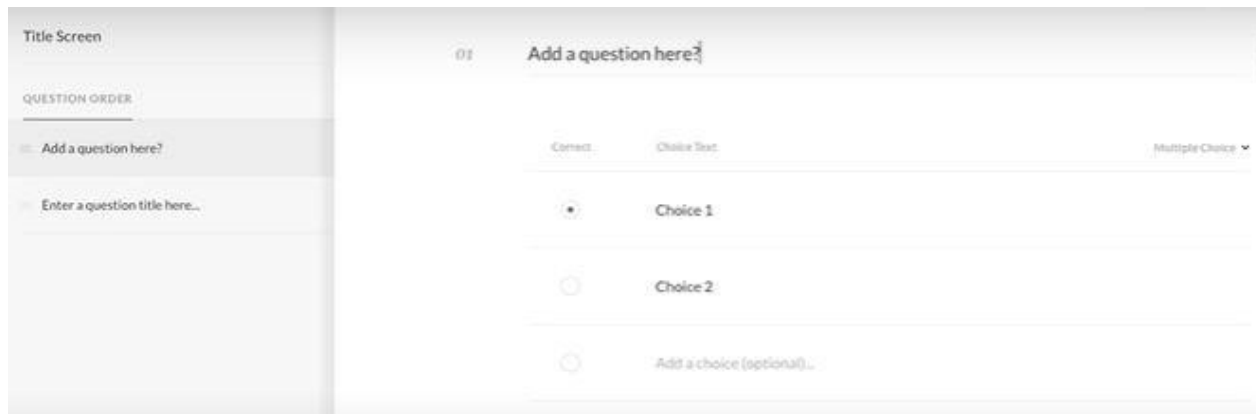 Title Screen
QUESTION ORDER
Add a question here?
Enter a question title here...
01 Add a question here?
Correct Choice Text Multiple Choice
Choice 1
Choice 2
Add a choice (optional)...